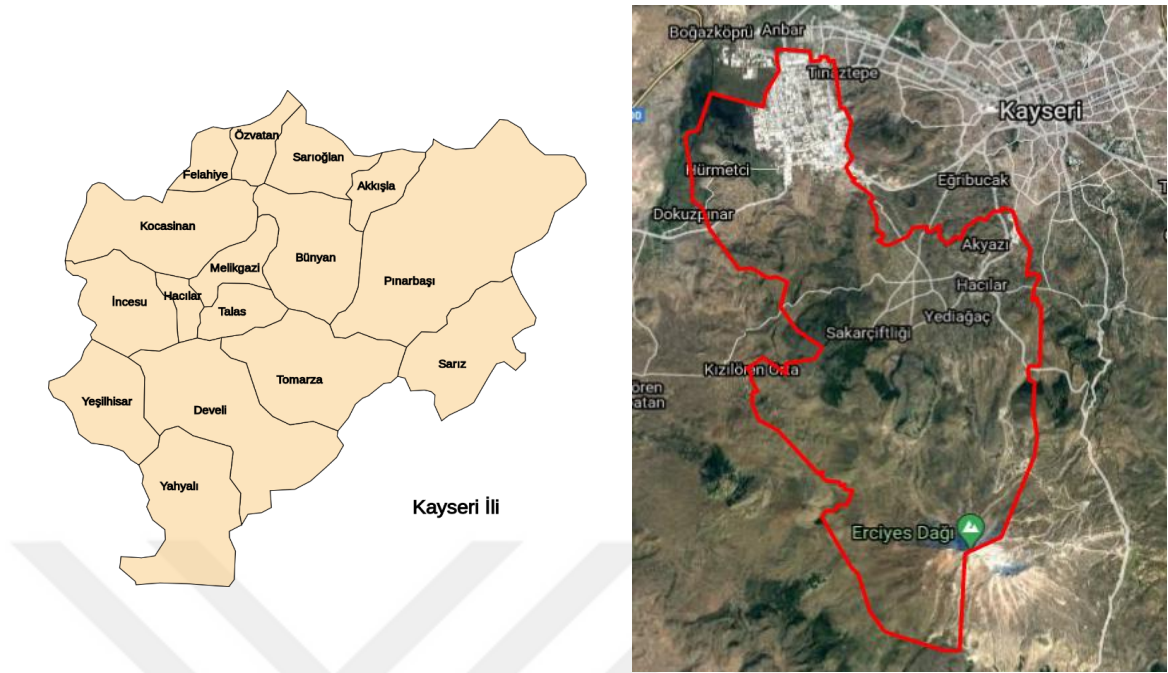 Özvatan
Sarıoğlan
Felahiye
Akkışla
Kocasinan
Bünyan
Melikgazi
Pınarbaşı
İncesu
Hacılar
Talas
Sarız
Tomarza
Yeşilhisar
Develi
Yahyalı
Kayseri İli
Boğazköprü
Anbar
Tınaztepe
Kayseri
Hürmetci
Eğribucak
Dokuzpınar
Akyazı
Hacılar
Yediağaç
Sakarçiftliği
Kızılören Orta
Erciyes Dağı